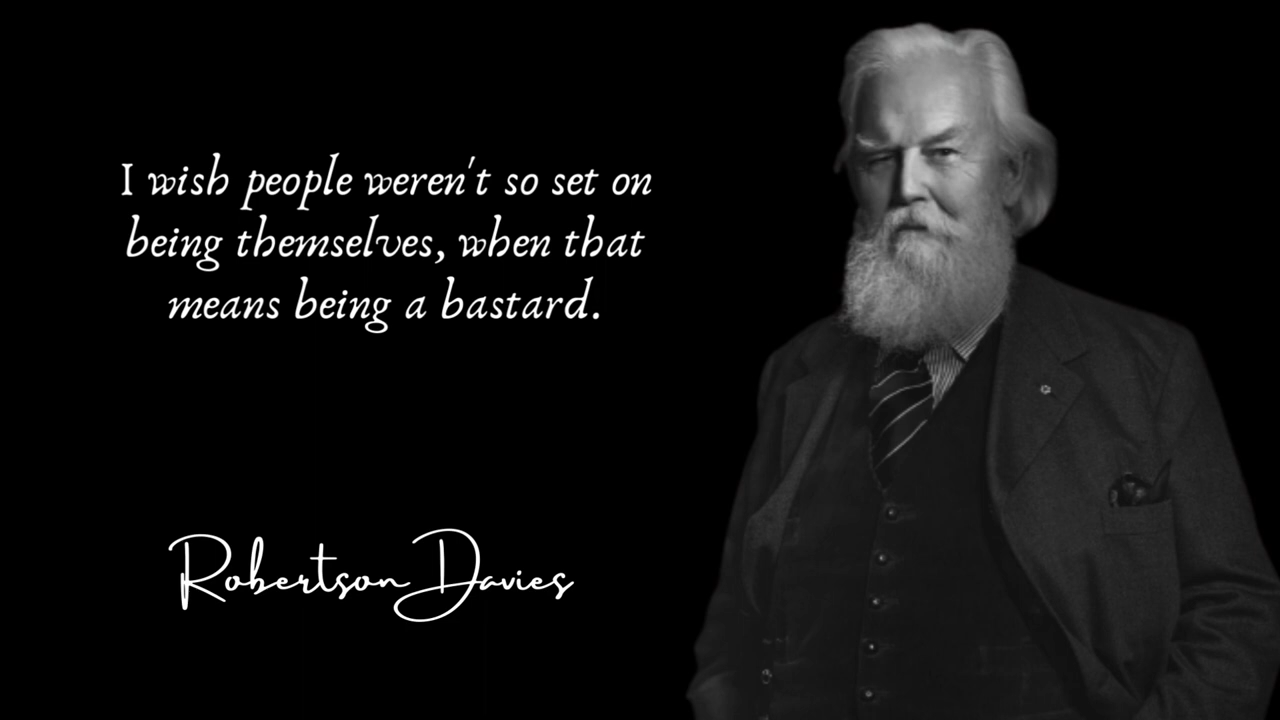 I wish people weren't so set on
being themselves, when that
means being a bastard.
Robertson Davies